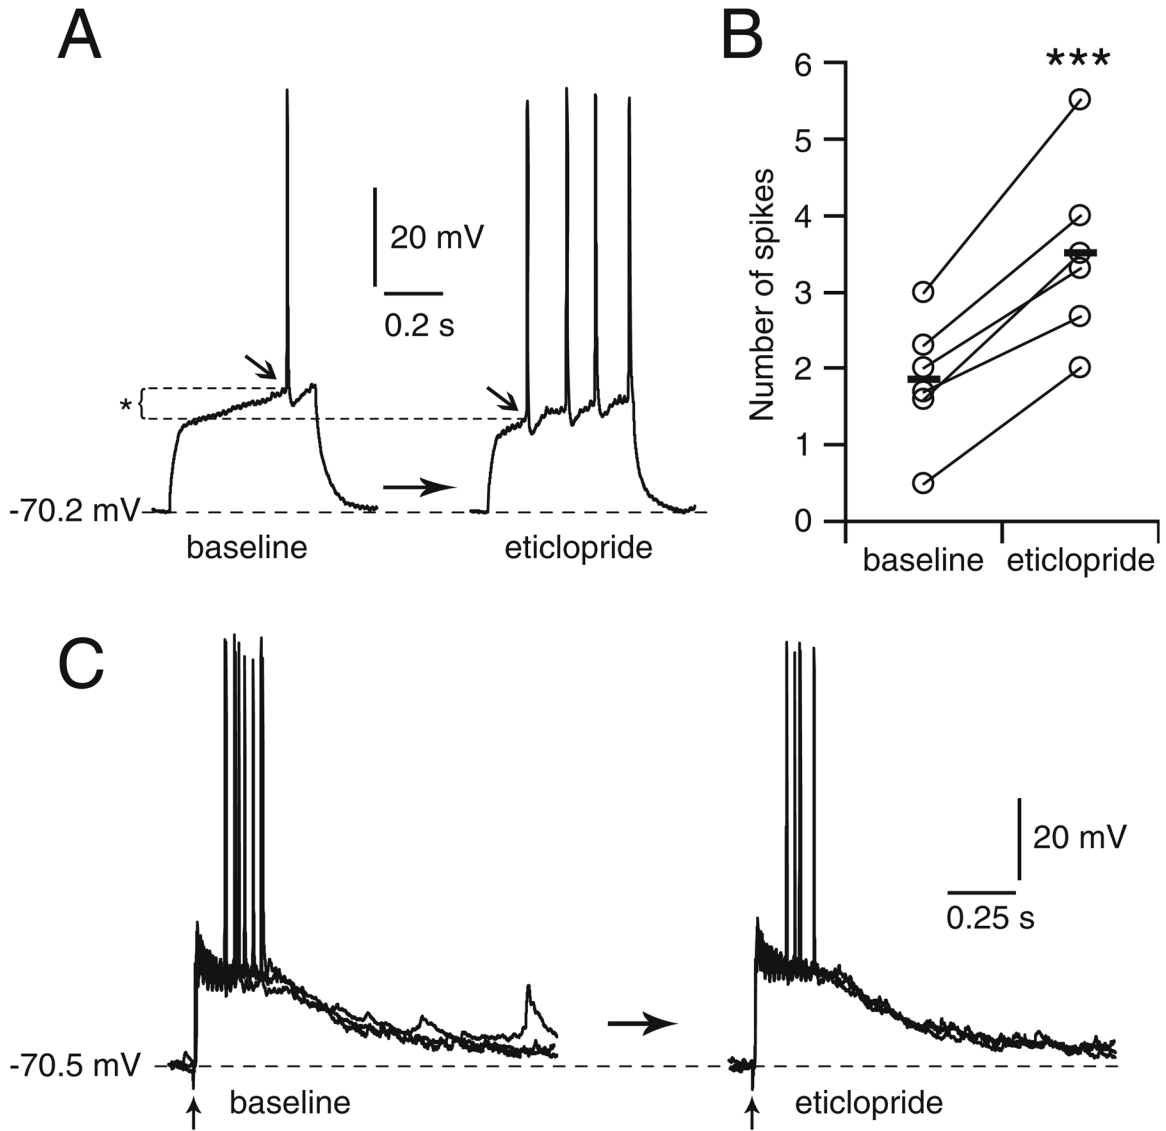 A
20 mV
0.2 s
*
-70.2 mV
baseline
eticlopride
B
***
Number of spikes
6
5
4
3
2
1
0
baseline
eticlopride
C
20 mV
0.25 s
-70.5 mV
baseline
eticlopride